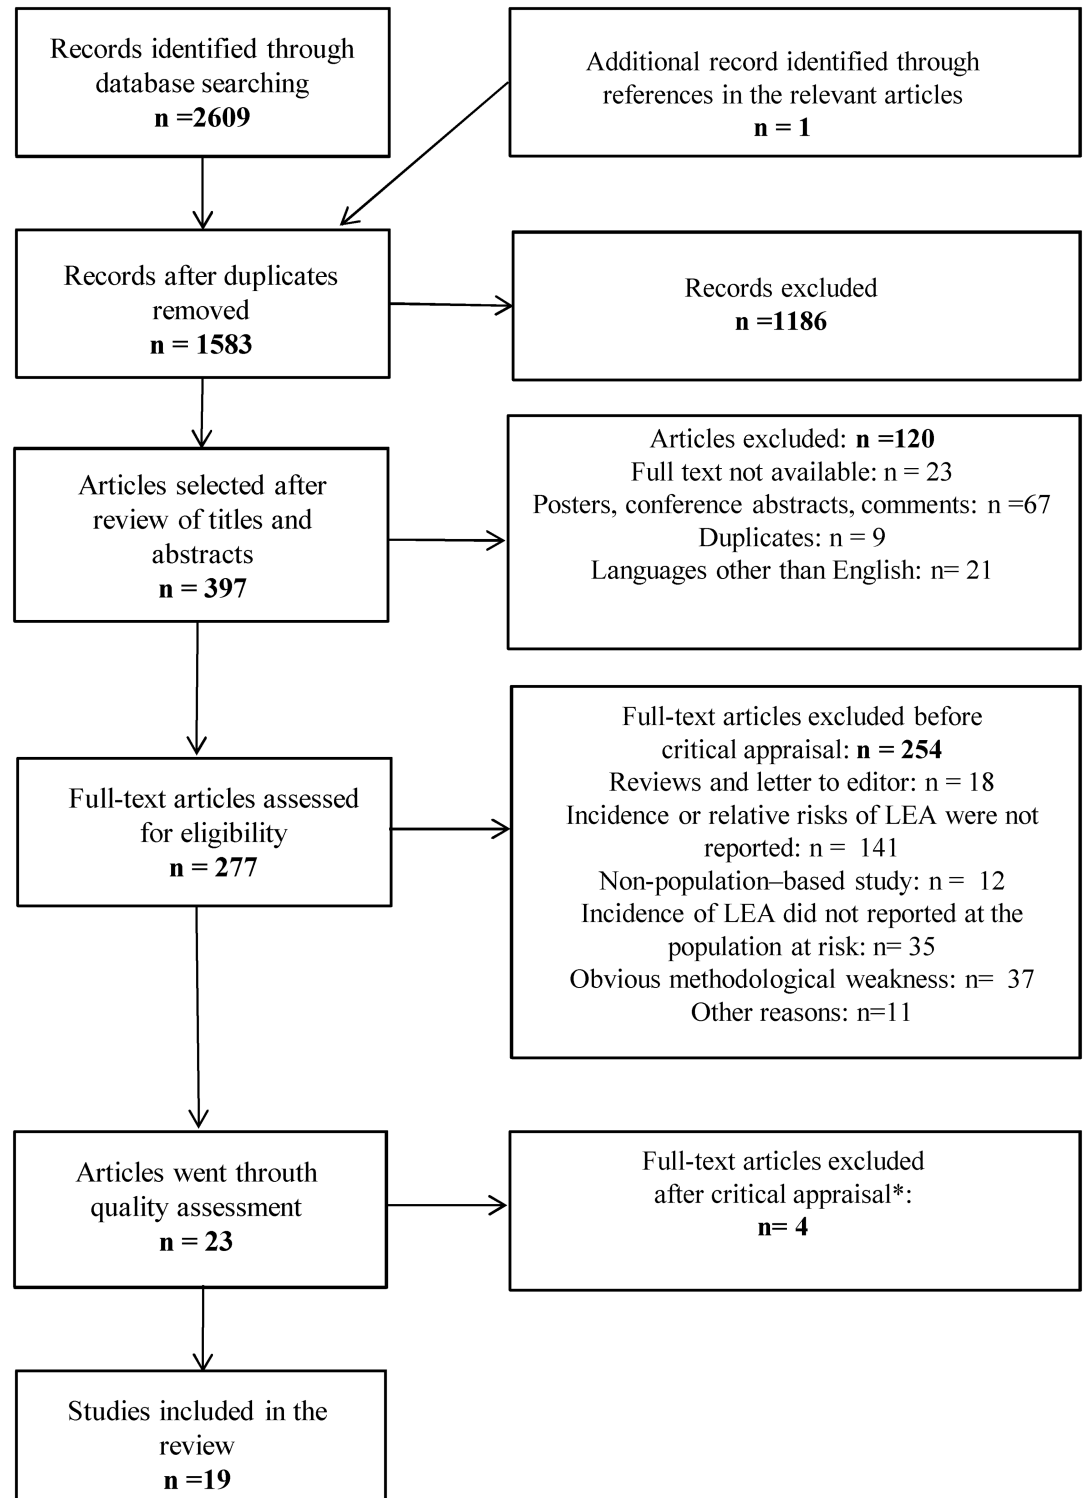 Records identified through
database searching
n =2609
Additional record identified through
references in the relevant articles
n = 1
Records after duplicates
removed
n = 1583
Records excluded
n =1186
Articles selected after
review of titles and
abstracts
n = 397
Articles excluded: n =120
Full text not available: n = 23
Posters, conference abstracts, comments: n =67
Duplicates: n = 9
Languages other than English: n= 21
Full-text articles assessed
for eligibility
n = 277
Full-text articles excluded before
critical appraisal: n = 254
Reviews and letter to editor: n = 18
Incidence or relative risks of LEA were not
reported: n = 141
Non-population–based study: n = 12
Incidence of LEA did not reported at the
population at risk: n= 35
Obvious methodological weakness: n= 37
Other reasons: n=11
Articles went throuth
quality assessment
n = 23
Full-text articles excluded
after critical appraisal*:
n= 4
Studies included in the
review
n =19